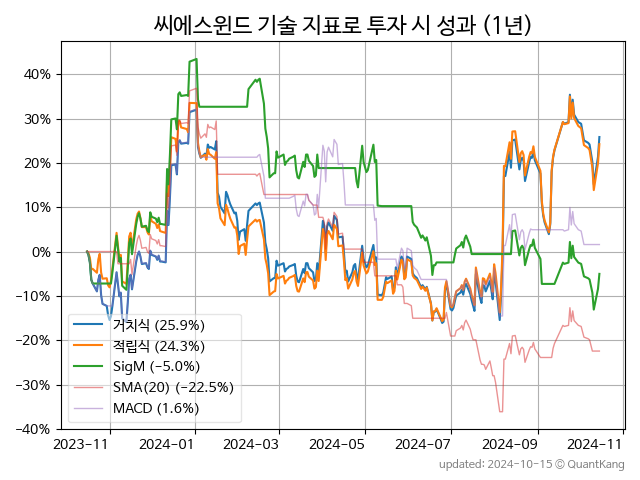 씨에스윈드 기술 지표로 투자 시 성과 (1년)
40%
30%
20%
10%
0%
−10%
−20%
−30%
−40%
거치식 (25.9%)
적립식 (24.3%)
SigM (−5.0%)
SMA(20) (−22.5%)
MACD (1.6%)
2023-11
2024-01
2024-03
2024-05
2024-07
2024-09
2024-11
updated: 2024-10-15 © QuantKang